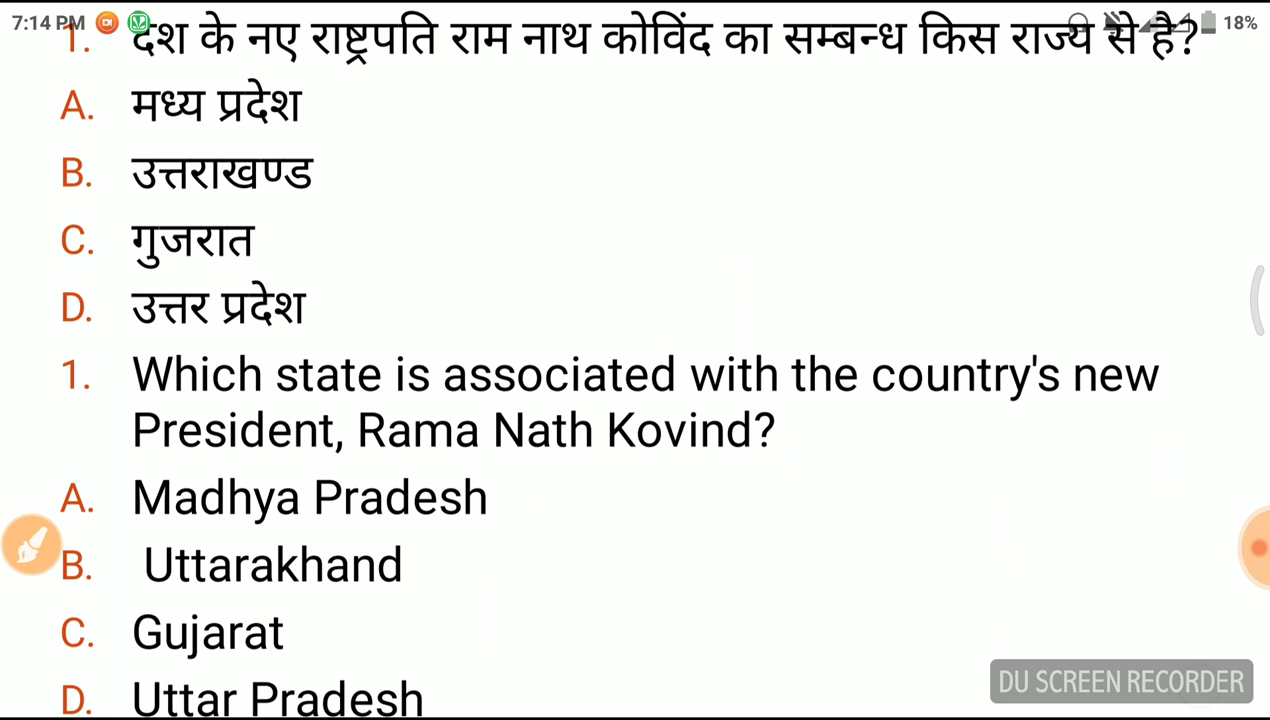 7:14 PM 18%
1. देश के नए राष्ट्रपति राम नाथ कोविंद का सम्बन्ध किस राज्य से है?
A. मध्य प्रदेश
B. उत्तराखण्ड
C. गुजरात
D. उत्तर प्रदेश
1. Which state is associated with the country's new
President, Rama Nath Kovind?
A. Madhya Pradesh
B. Uttarakhand
C. Gujarat
D. Uttar Pradesh
DU SCREEN RECORDER